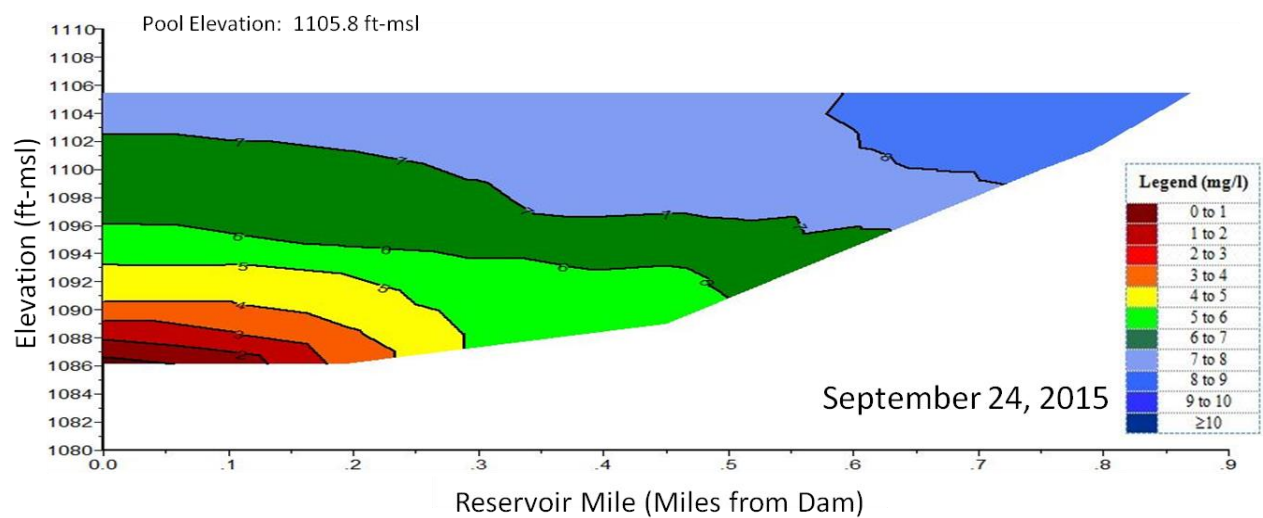 Pool Elevation: 1105.8 ft-msl
Elevation (ft-msl)
1110
1108
1106
1104
1102
1100
1098
1096
1094
1092
1090
1088
1086
1084
1082
1080
7
7
7
7
7
8
6
6
6
6
5
5
4
3
2
Legend (mg/l)
0 to 1
1 to 2
2 to 3
3 to 4
4 to 5
5 to 6
6 to 7
7 to 8
8 to 9
9 to 10
≥10
September 24, 2015
0.0 .1 .2 .3 .4 .5 .6 .7 .8 .9
Reservoir Mile (Miles from Dam)